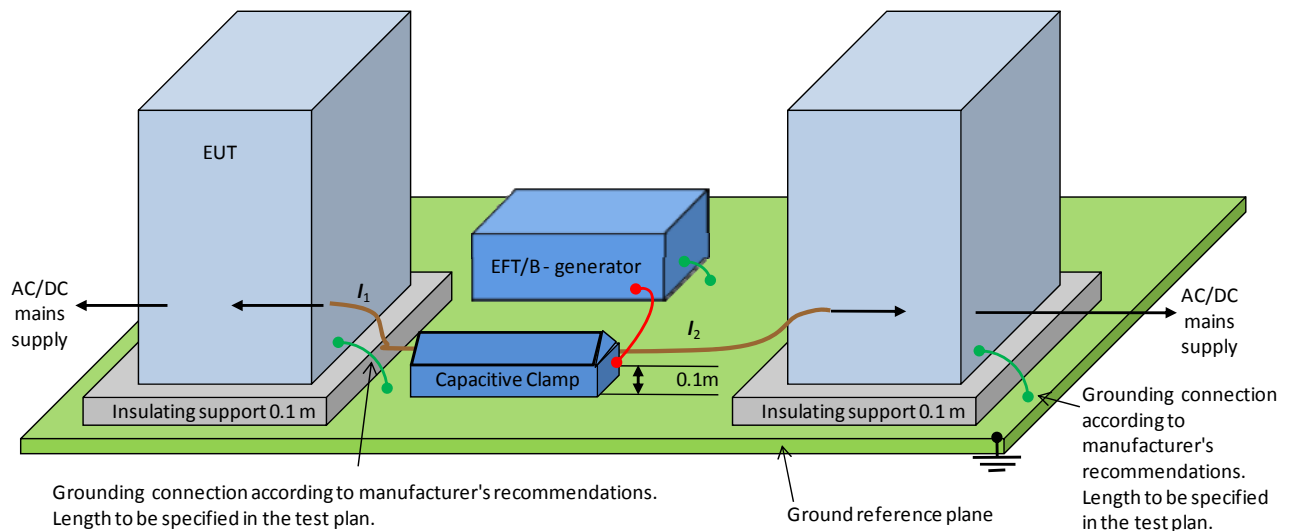 EUT
EFT/B - generator
AC/DC
mains
supply
l1
l2
AC/DC
mains
supply
Capacitive Clamp
0.1m
Insulating support 0.1 m
Insulating support 0.1 m
Grounding connection
according to
manufacturer's
recommendations.
Length to be specified
in the test plan.
Grounding connection according to manufacturer's recommendations.
Length to be specified in the test plan.
Ground reference plane